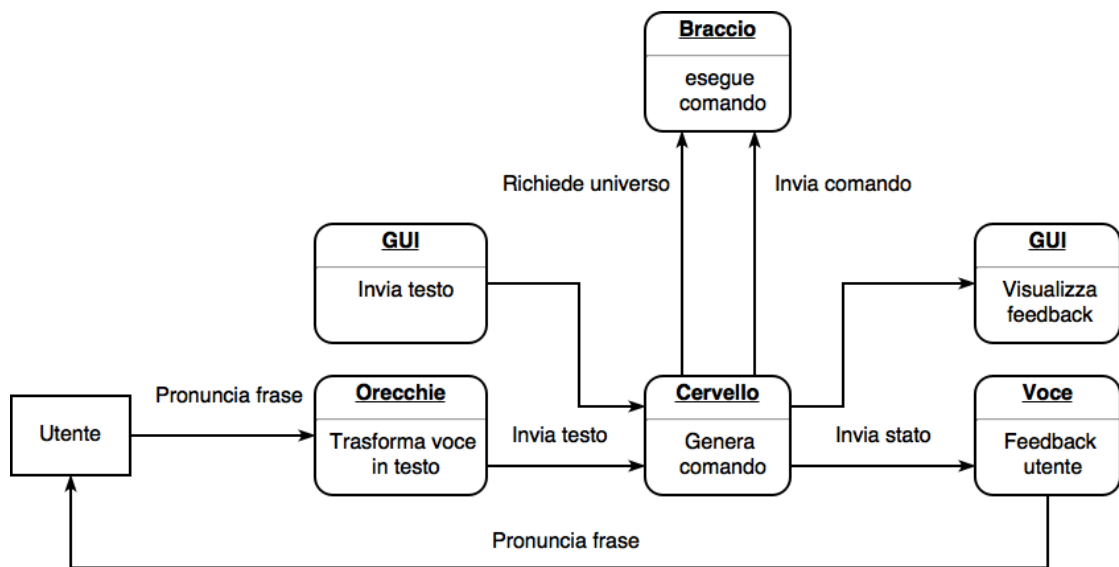 Braccio
esegue
comando
Richiede universo
Invia comando
GUI
Invia testo
GUI
Visualizza
feedback
Pronuncia frase
Utente
Orecchie
Trasforma voce
in testo
Invia testo
Cervello
Genera
comando
Invia stato
Voce
Feedback
utente
Pronuncia frase